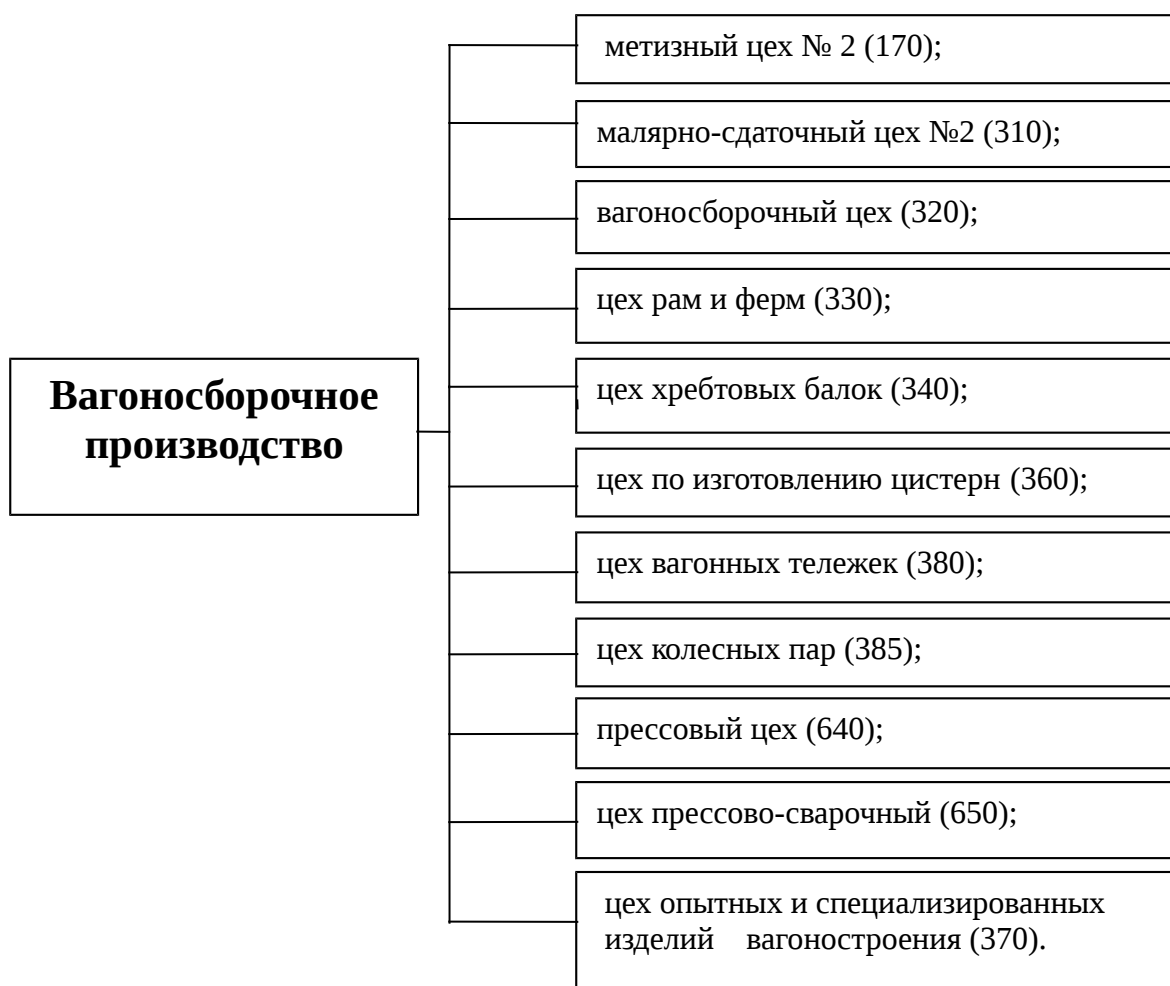 метизный цех № 2 (170);
малярно-сдаточный цех №2 (310);
вагоносборочный цех (320);
цех рам и ферм (330);
Вагоносборочное
производство
цех хребтовых балок (340);
цех по изготовлению цистерн (360);
цех вагонных тележек (380);
цех колесных пар (385);
прессовый цех (640);
цех прессово-сварочный (650);
цех опытных и специализированных
изделий вагоностроения (370).